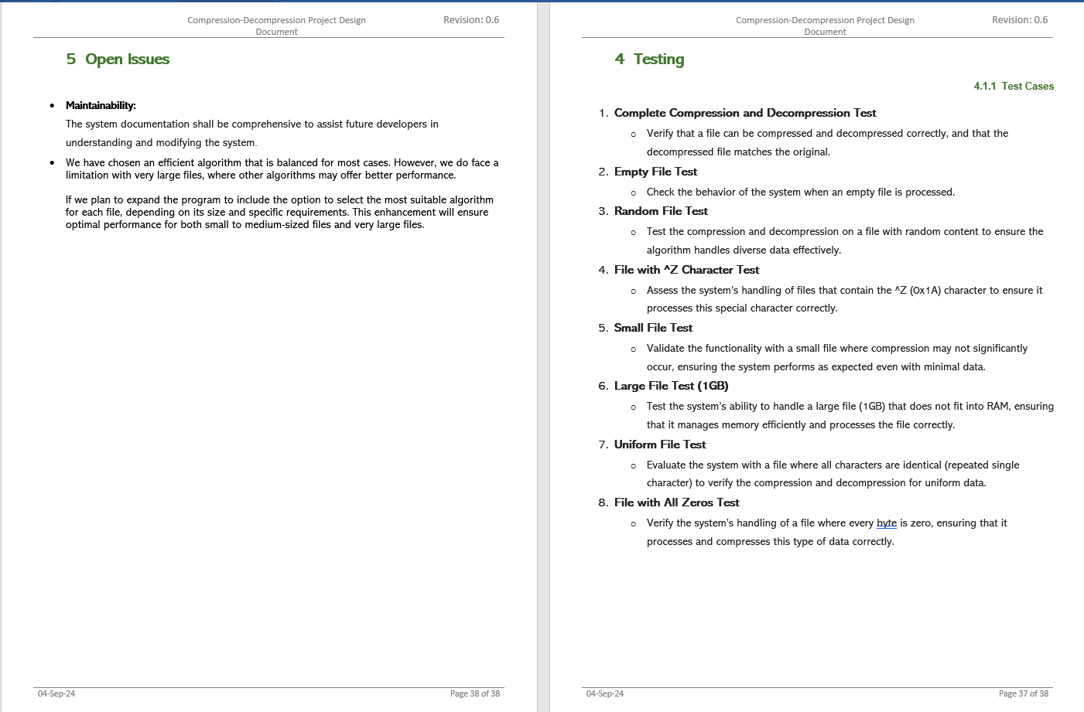 Compression-Decompression Project Design
Document
Revision: 0.6
5 Open Issues
• Maintainability:
The system documentation shall be comprehensive to assist future developers in
understanding and modifying the system.
• We have chosen an efficient algorithm that is balanced for most cases. However, we do face a
limitation with very large files, where other algorithms may offer better performance.
If we plan to expand the program to include the option to select the most suitable algorithm
for each file, depending on its size and specific requirements. This enhancement will ensure
optimal performance for both small to medium-sized files and very large files.
04-Sep-24
Page 38 of 38
Compression-Decompression Project Design
Document
Revision: 0.6
4 Testing
4.1.1 Test Cases
1. Complete Compression and Decompression Test
o Verify that a file can be compressed and decompressed correctly, and that the
decompressed file matches the original.
2. Empty File Test
o Check the behavior of the system when an empty file is processed.
3. Random File Test
o Test the compression and decompression on a file with random content to ensure the
algorithm handles diverse data effectively.
4. File with ^Z Character Test
o Assess the system's handling of files that contain the ^Z (0x1A) character to ensure it
processes this special character correctly.
5. Small File Test
o Validate the functionality with a small file where compression may not significantly
occur, ensuring the system performs as expected even with minimal data.
6. Large File Test (1GB)
o Test the system's ability to handle a large file (1GB) that does not fit into RAM, ensuring
that it manages memory efficiently and processes the file correctly.
7. Uniform File Test
o Evaluate the system with a file where all characters are identical (repeated single
character) to verify the compression and decompression for uniform data.
8. File with All Zeros Test
o Verify the system's handling of a file where every byte is zero, ensuring that it
processes and compresses this type of data correctly.
04-Sep-24
Page 37 of 38